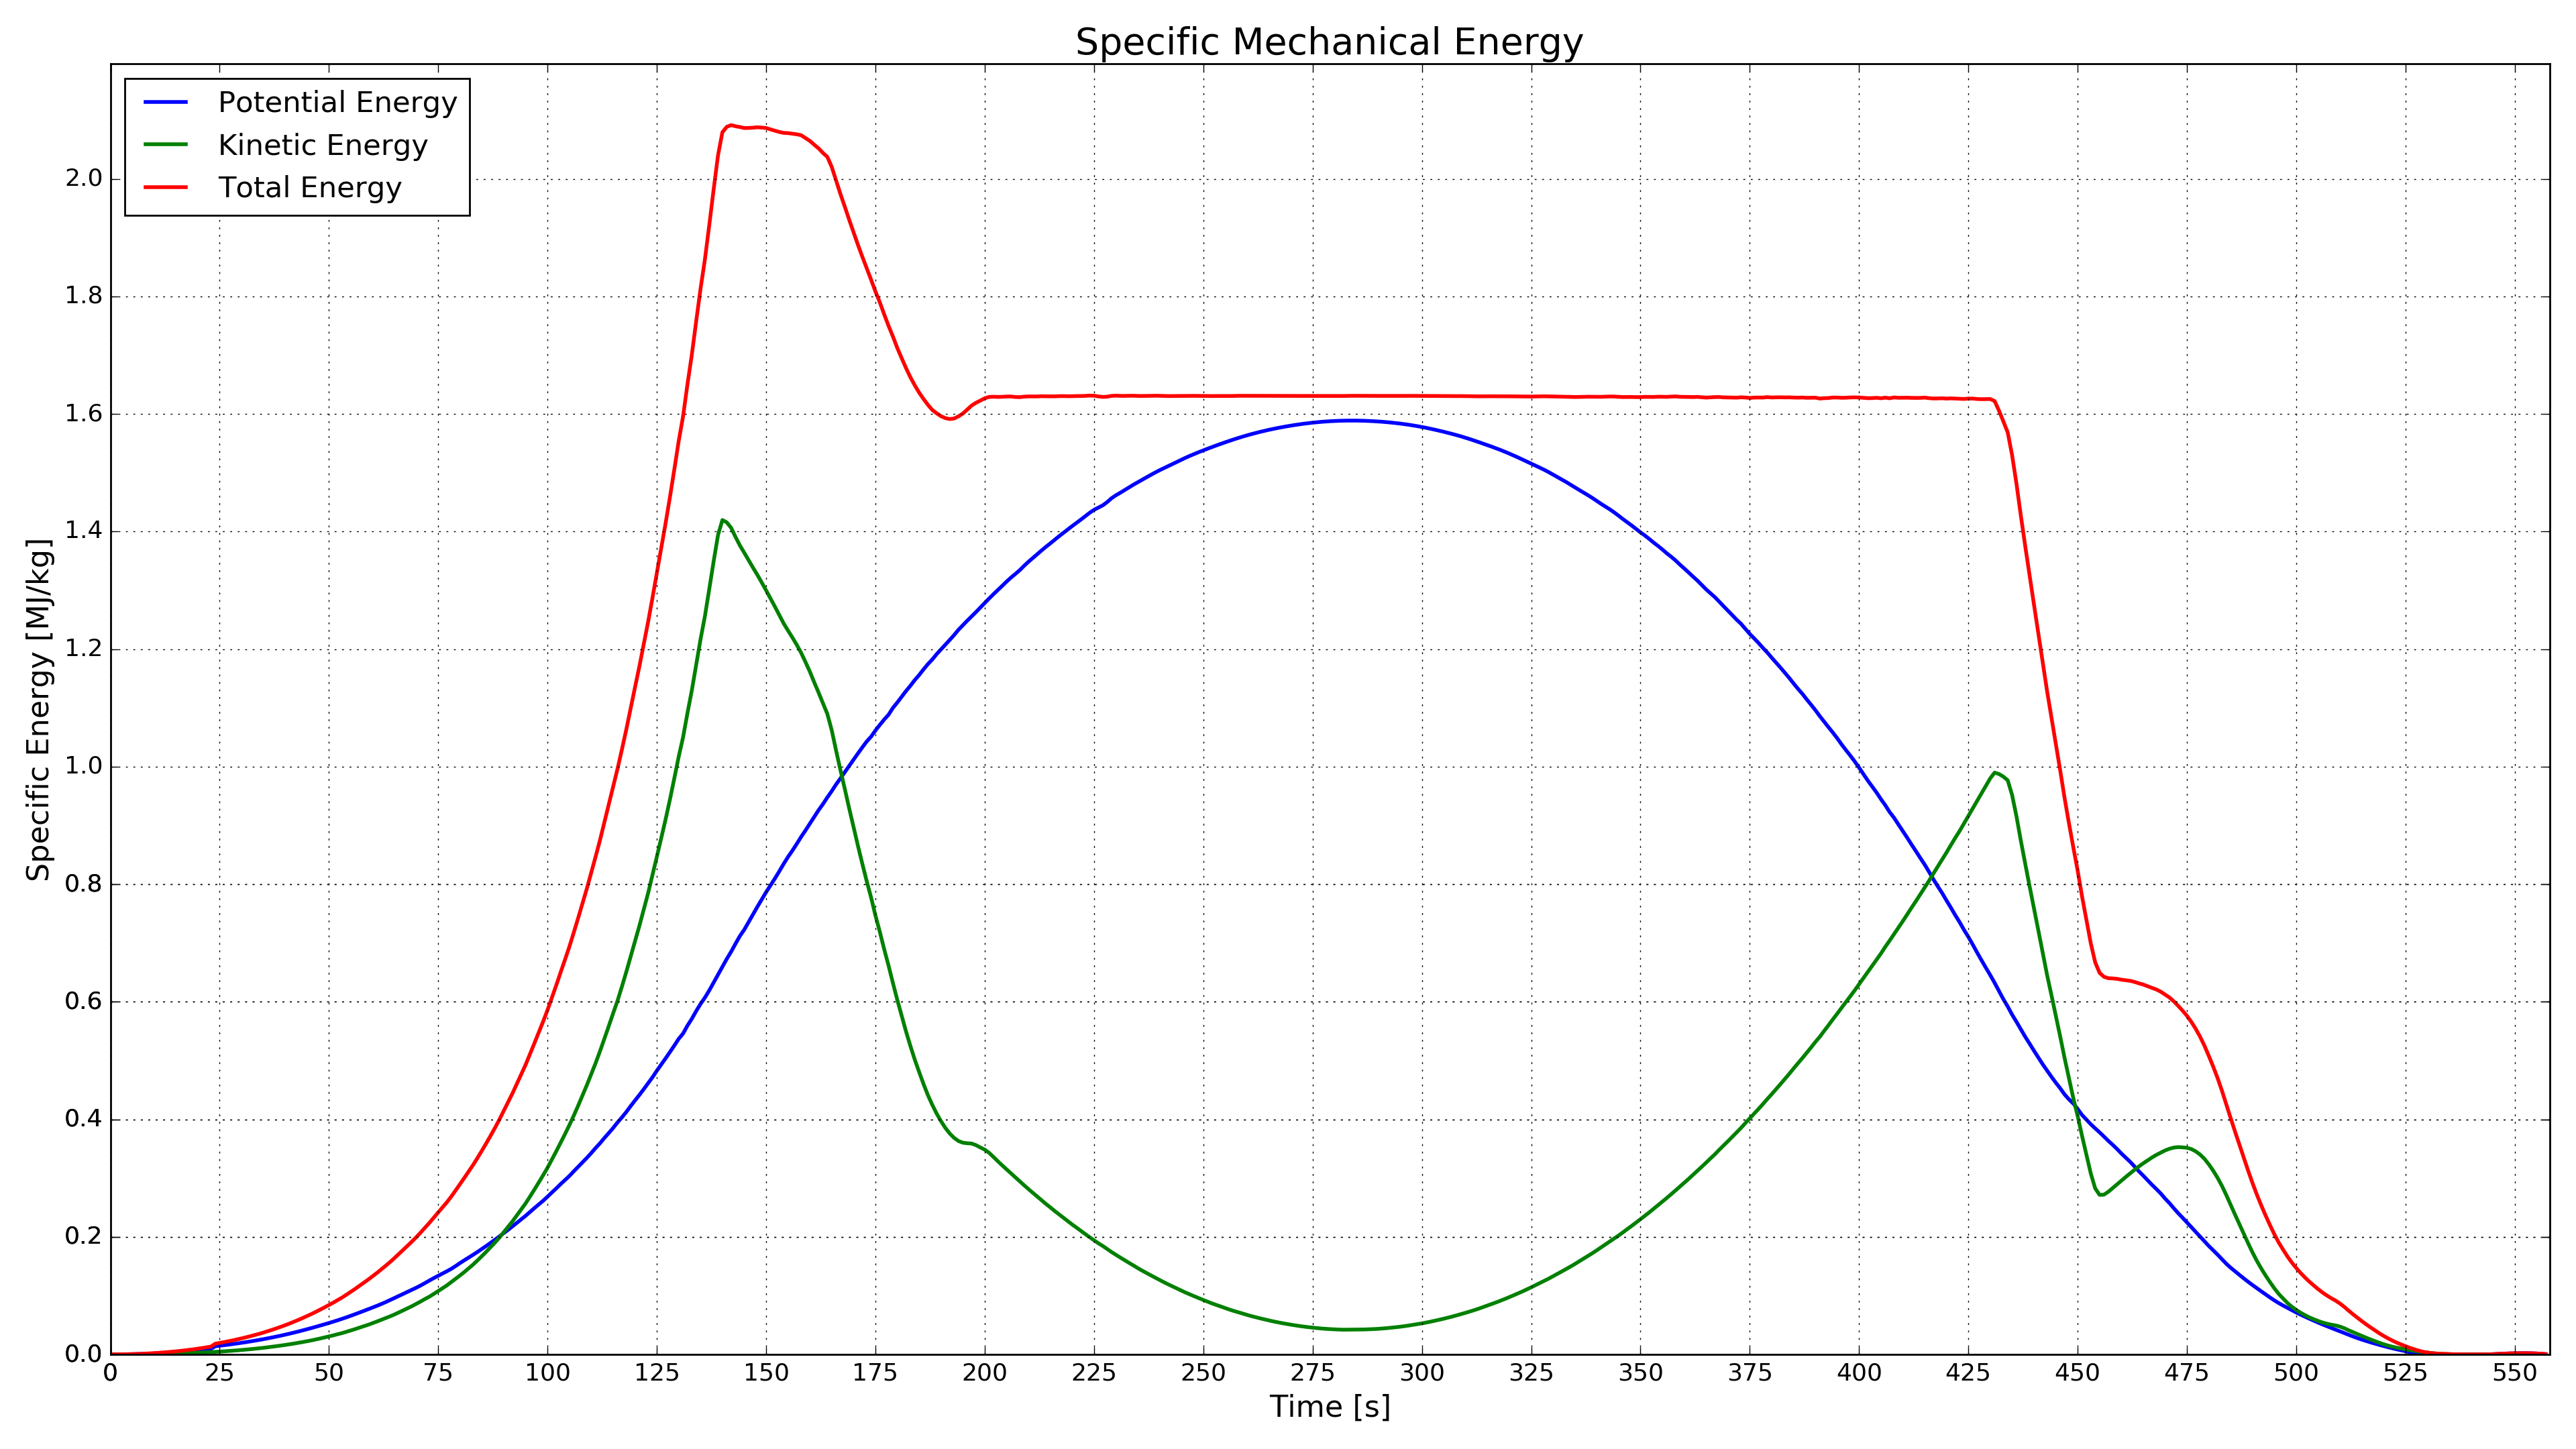 Specific Mechanical Energy
Potential Energy
Kinetic Energy
Total Energy
Specific Energy [MJ/kg]
2.0
1.8
1.6
1.4
1.2
1.0
0.8
0.6
0.4
0.2
0.0
0 25 50 75 100 125 150 175 200 225 250 275 300 325 350 375 400 425 450 475 500 525 550
Time [s]